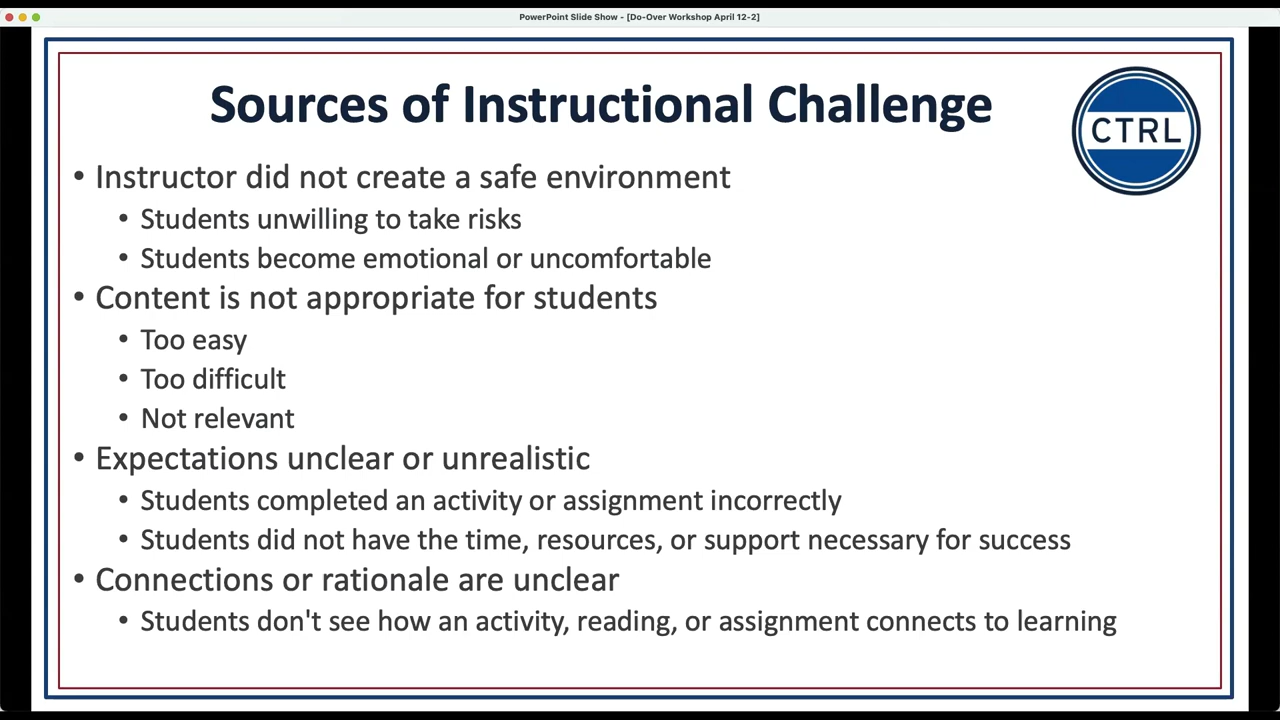 PowerPoint Slide Show - [Do-Over Workshop April 12-2]
Sources of Instructional Challenge
CTRL
• Instructor did not create a safe environment
• Students unwilling to take risks
• Students become emotional or uncomfortable
• Content is not appropriate for students
• Too easy
• Too difficult
• Not relevant
• Expectations unclear or unrealistic
• Students completed an activity or assignment incorrectly
• Students did not have the time, resources, or support necessary for success
• Connections or rationale are unclear
• Students don't see how an activity, reading, or assignment connects to learning